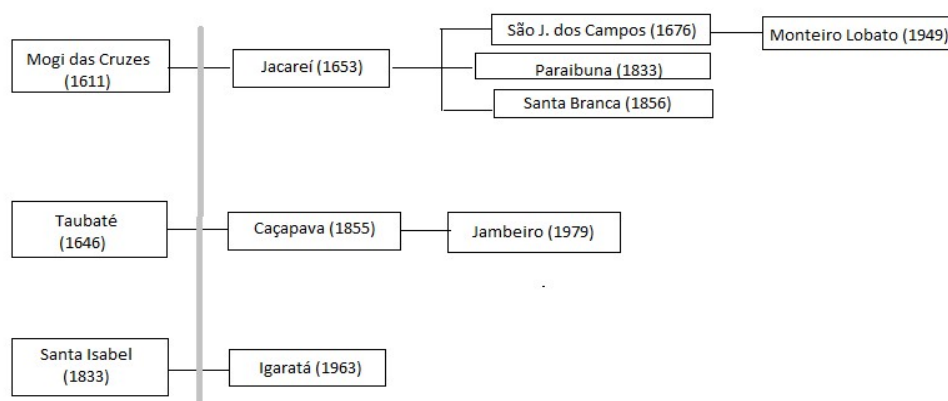 São J. dos Campos (1676)
Monteiro Lobato (1949)
Mogi das Cruzes
(1611)
Jacareí (1653)
Paraibuna (1833)
Santa Branca (1856)
Taubaté
(1646)
Caçapava (1855)
Jambeiro (1979)
Santa Isabel
(1833)
Igaratá (1963)